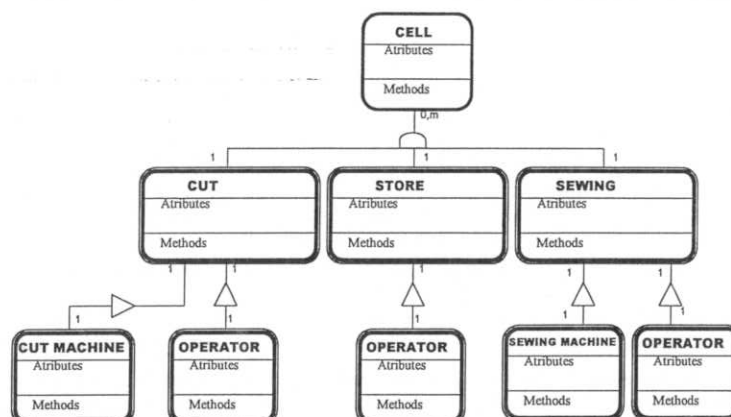 CELL
Atributes
Methods
0,m
1
1
1
CUT
Atributes
Methods
STORE
Atributes
Methods
SEWING
Atributes
Methods
1
1
1
1
1
1
1
1
1
1
CUT MACHINE
Atributes
Methods
OPERATOR
Atributes
Methods
OPERATOR
Atributes
Methods
SEWING MACHINE
Atributes
Methods
OPERATOR
Atributes
Methods